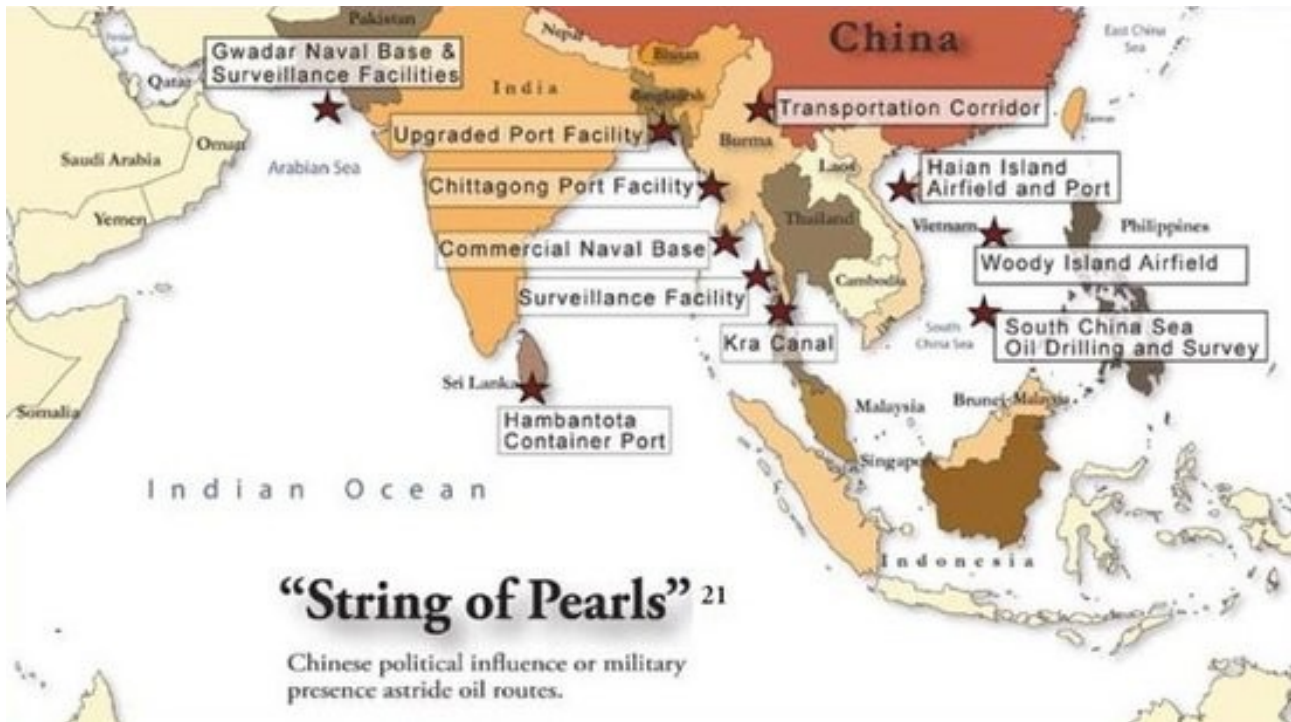 Pakistan
Nepal
China
East China
Sea
Gwadar Naval Base &
Surveillance Facilities
Bhutan
Qatar
India
Bangladesh
Transportation Corridor
Upgraded Port Facility
Burma
Taiwan
Oman
Saudi Arabia
Arabian Sea
Laos
Haian Island
Airfield and Port
Chittagong Port Facility
Yemen
Thailand
Vietnam
Philippines
Commercial Naval Base
Woody Island Airfield
Cambodia
Surveillance Facility
South
China Sea
South China Sea
Oil Drilling and Survey
Kra Canal
Sri Lanka
Somalia
Malaysia
Brunei
Malaysia
Hambantota
Container Port
Singapore
Indian Ocean
Indonesia
“String of Pearls” 21
Chinese political influence or military
presence astride oil routes.